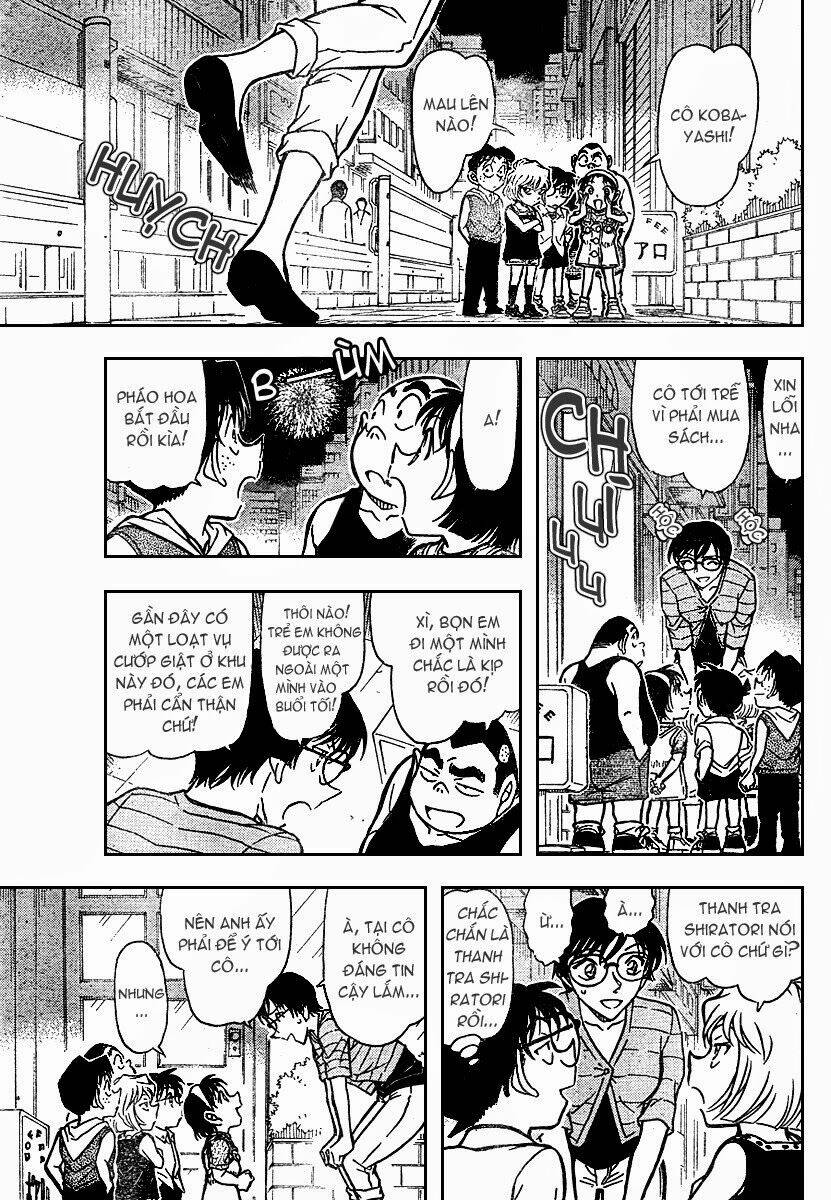 CÔ KOBA-
YASHI!
MAU LÊN
NÀO!
HUỴCH
FEE
XIN
LỖI
NHA
...
CÔ TỚI TRỄ
VÌ PHẢI MUA
SÁCH...
HỘC
HỘC
A!
B—ÙM
PHÁO HOA
BẮT ĐẦU
RỒI KÌA!
XÌ, BỌN EM
ĐI MỘT MÌNH
CHẮC LÀ KỊP
RỒI ĐÓ!
THÔI NÀO!
TRẺ EM KHÔNG
ĐƯỢC RA
NGOÀI MỘT
MÌNH VÀO
BUỔI TỐI!
GẦN ĐÂY CÓ
MỘT LOẠT VỤ
CƯỚP GIẬT Ở KHU
NÀY ĐÓ, CÁC EM
PHẢI CẨN THẬN
CHỨ!
THANH TRA
SHIRATORI NÓI
VỚI CÔ CHỨ GÌ?
À...
Ừ...
CHẮC
CHẮN LÀ
THANH
TRA SHI-
RATORI
RỒI...
À, TẠI CÔ
KHÔNG
ĐÁNG TIN
CẬY LẮM...
NÊN ANH ẤY
PHẢI ĐỂ Ý TỚI
CÔ...
NHƯNG
...